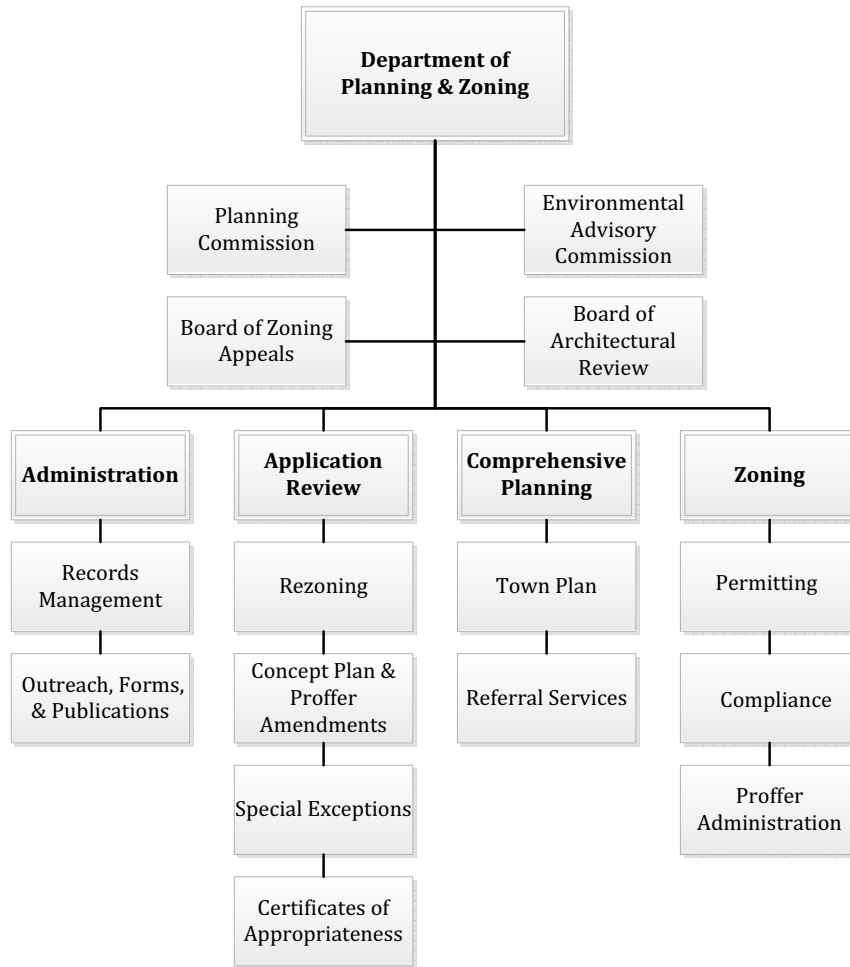 Department of
Planning & Zoning
Planning
Commission
Environmental
Advisory
Commission
Board of Zoning
Appeals
Board of
Architectural
Review
Administration
Records
Management
Outreach, Forms,
& Publications
Application
Review
Rezoning
Concept Plan &
Proffer
Amendments
Special Exceptions
Certificates of
Appropriateness
Comprehensive
Planning
Town Plan
Referral Services
Zoning
Permitting
Compliance
Proffer
Administration